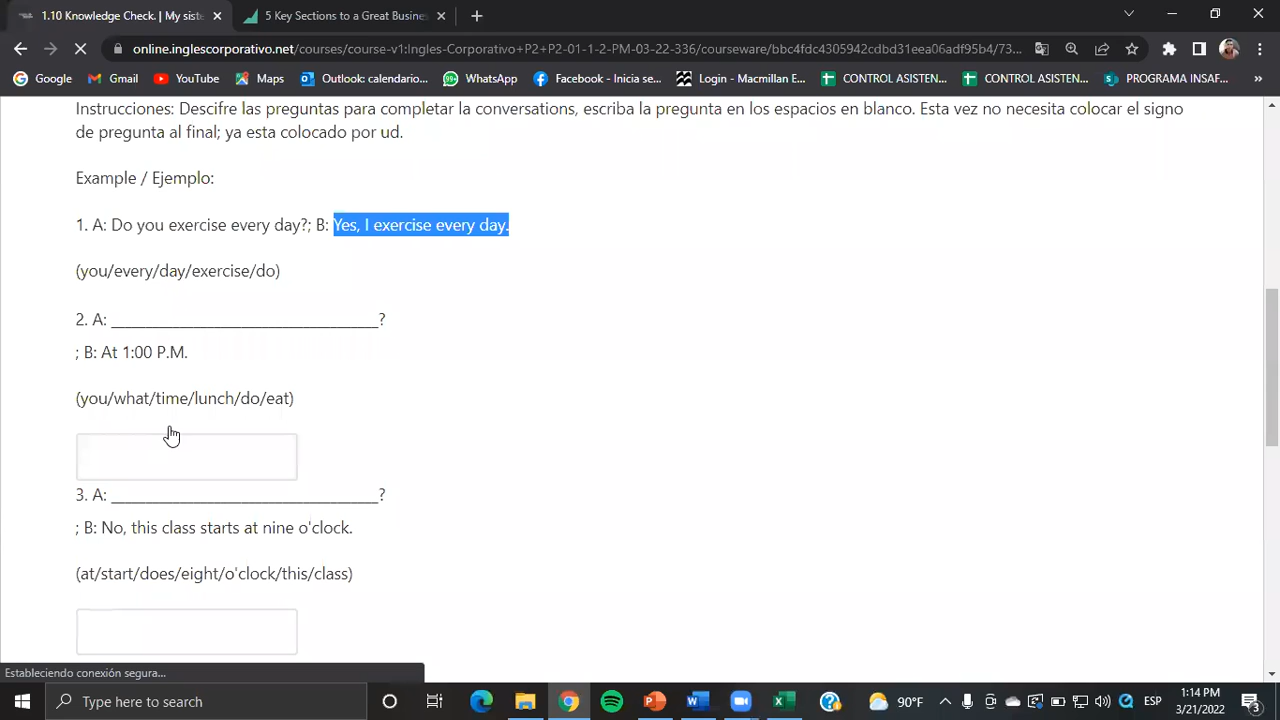 1.10 Knowledge Check. | My siste
5 Key Sections to a Great Busines
online.inglescorporativo.net/courses/course-v1:Ingles-Corporativo+P2+P2-01-1-2-PM-03-22-336/courseware/bbc4fdc4305942cdbd31eea06adf95b4/73...
Google
Gmail
YouTube
Maps
Outlook: calendario...
WhatsApp
Facebook - Inicia se...
Login - Macmillan E...
CONTROL ASISTEN...
CONTROL ASISTEN...
PROGRAMA INSAF...
»
Instrucciones: Descifre las preguntas para completar la conversations, escriba la pregunta en los espacios en blanco. Esta vez no necesita colocar el signo
de pregunta al final; ya esta colocado por ud.
Example / Ejemplo:
1. A: Do you exercise every day?; B: Yes, I exercise every day.
(you/every/day/exercise/do)
2. A: ________________________________?
; B: At 1:00 P.M.
(you/what/time/lunch/do/eat)
3. A: ________________________________?
; B: No, this class starts at nine o'clock.
(at/start/does/eight/o'clock/this/class)
Estableciendo conexión segura...
Type here to search
90°F
ESP
1:14 PM
3/21/2022
3